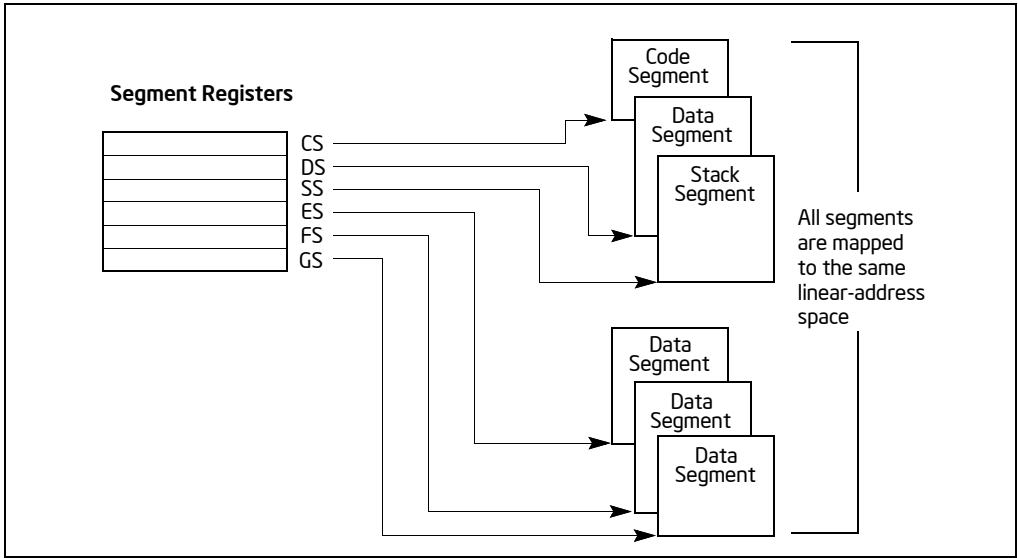 Segment Registers
CS
DS
SS
ES
FS
GS
Code
Segment
Data
Segment
Stack
Segment
Data
Segment
Data
Segment
Data
Segment
All segments
are mapped
to the same
linear-address
space